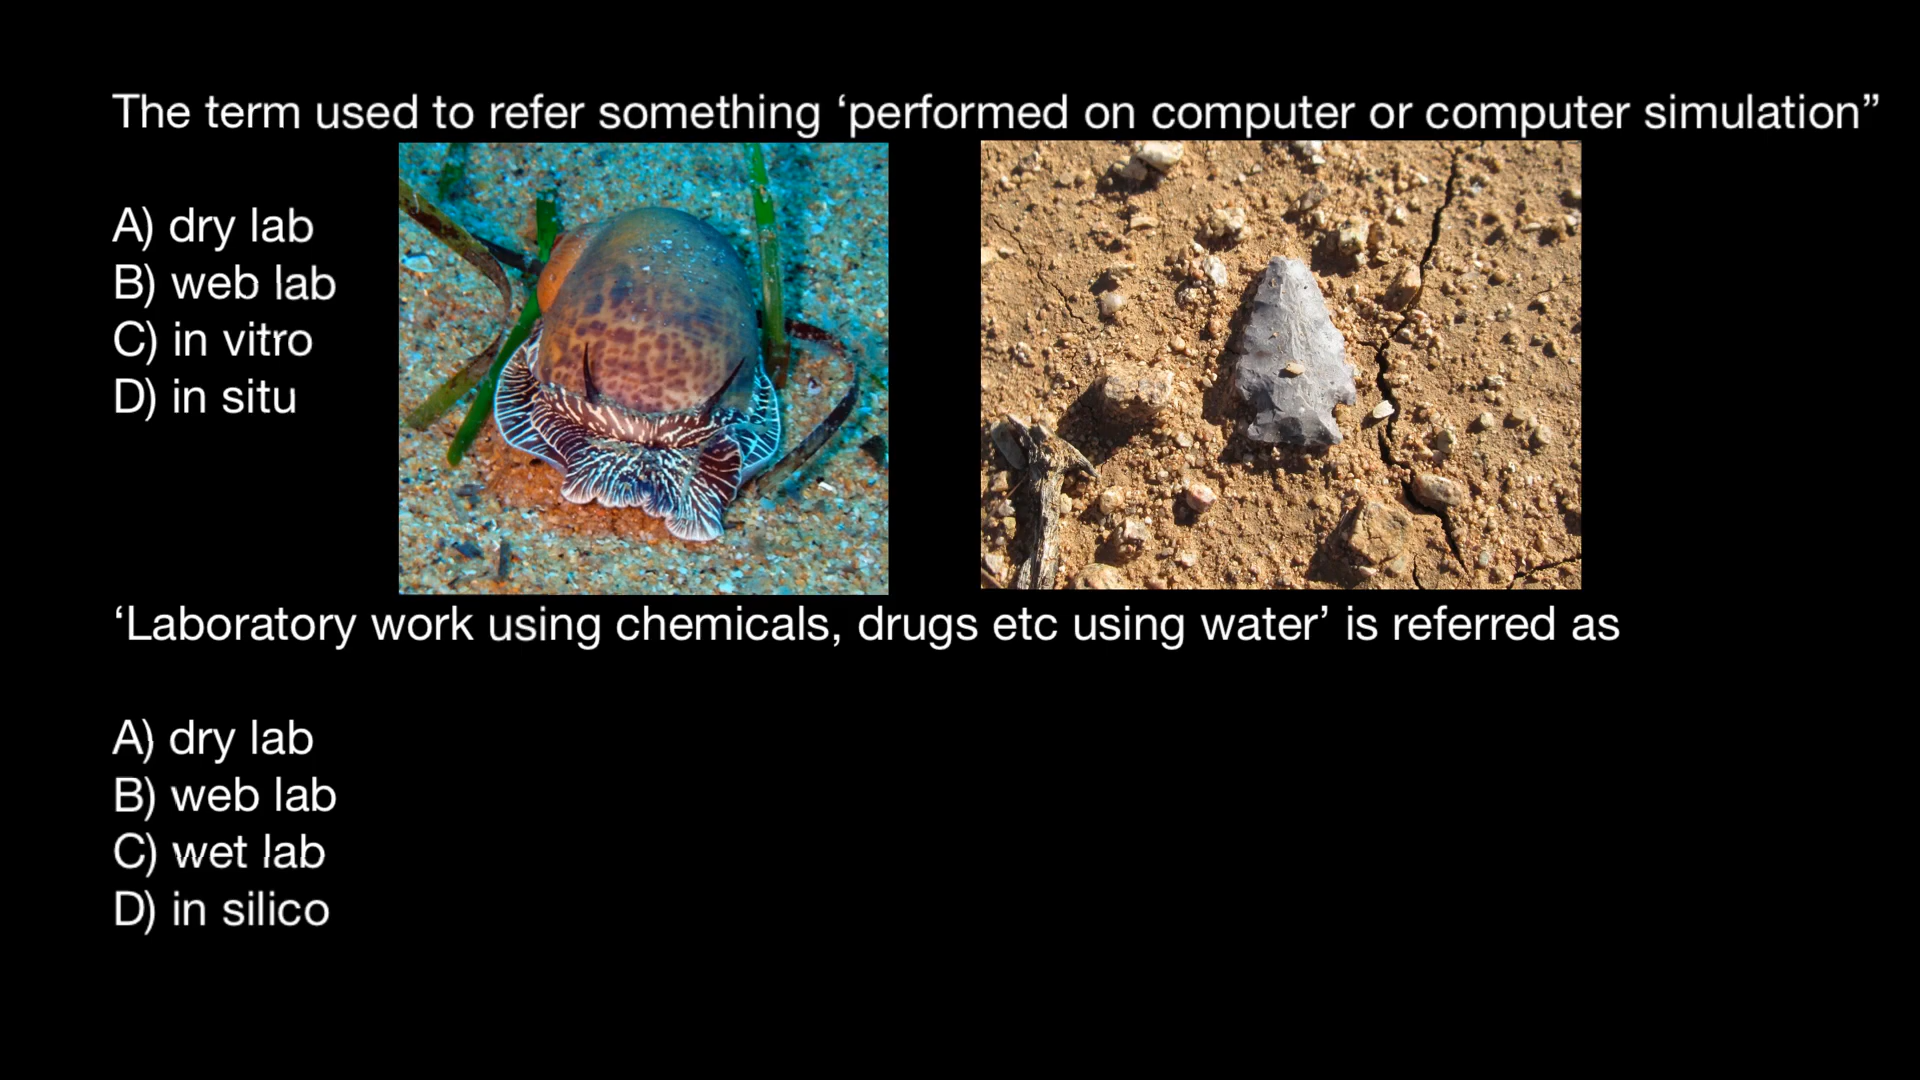 The term used to refer something ‘performed on computer or computer simulation”
A) dry lab
B) web lab
C) in vitro
D) in situ
‘Laboratory work using chemicals, drugs etc using water’ is referred as
A) dry lab
B) web lab
C) wet lab
D) in silico